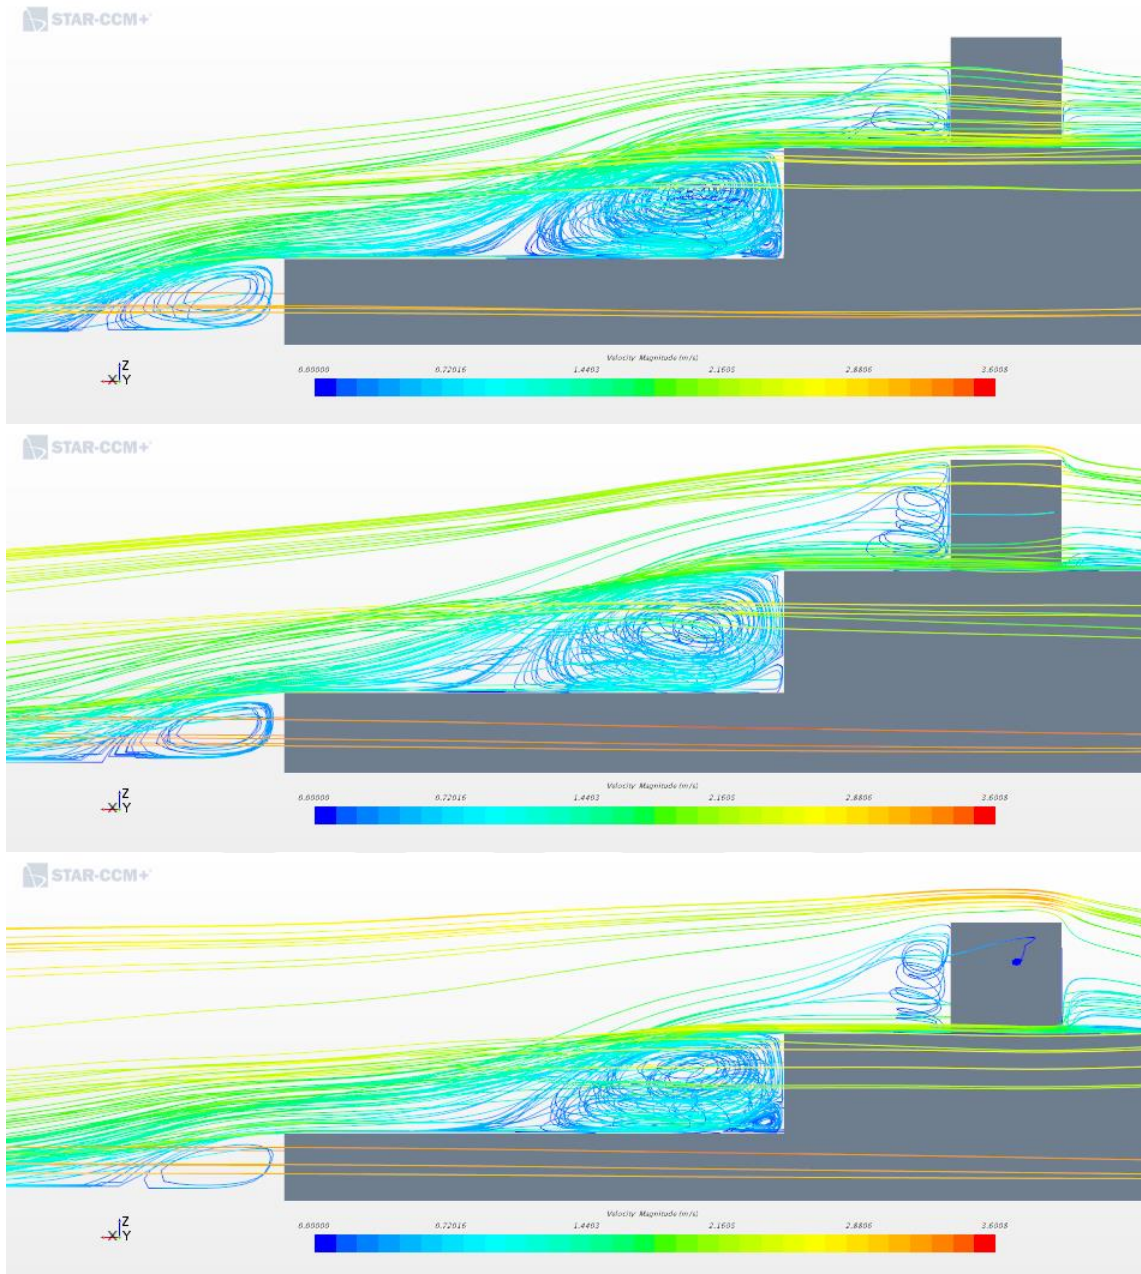 STAR-CCM+
Z
X
Y
Velocity Magnitude (m/s)
0.00000 0.72016 1.4403 2.1605 2.8806 3.6008
STAR-CCM+
Z
X
Y
Velocity Magnitude (m/s)
0.00000 0.72016 1.4403 2.1605 2.8806 3.6008
STAR-CCM+
Z
X
Y
Velocity Magnitude (m/s)
0.00000 0.72016 1.4403 2.1605 2.8806 3.6008